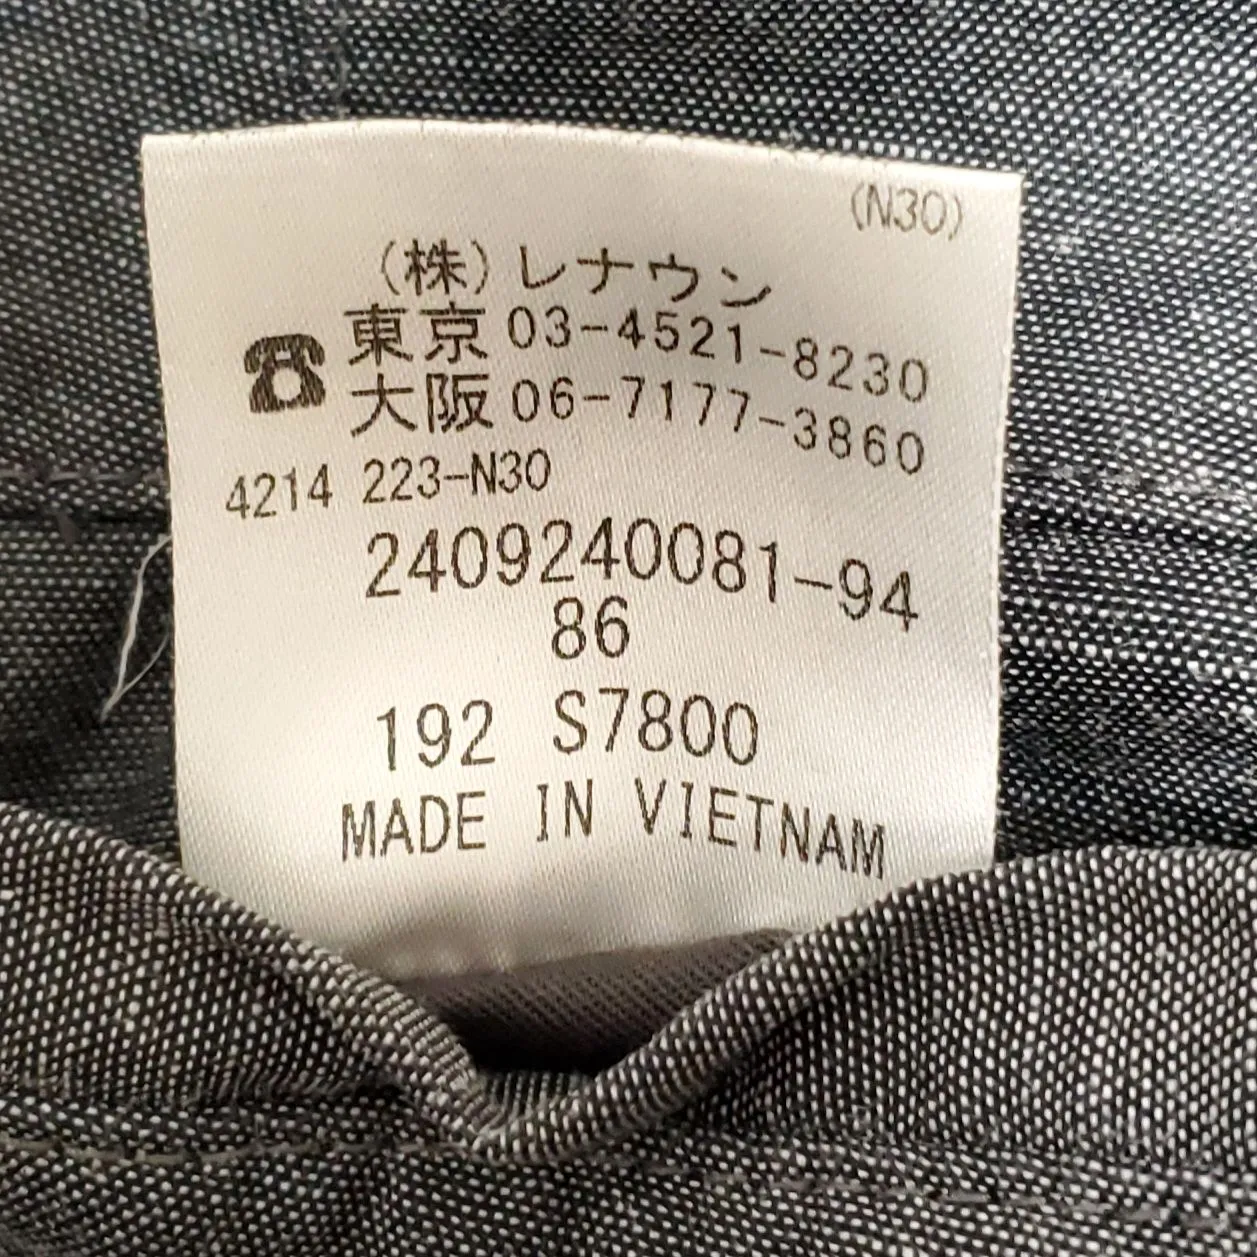 (N30)
(株)レナウン
☎東京 03-4521-8230
大阪 06-7177-3860
4214 223-N30
2409240081-94
86
192 S7800
MADE IN VIETNAM